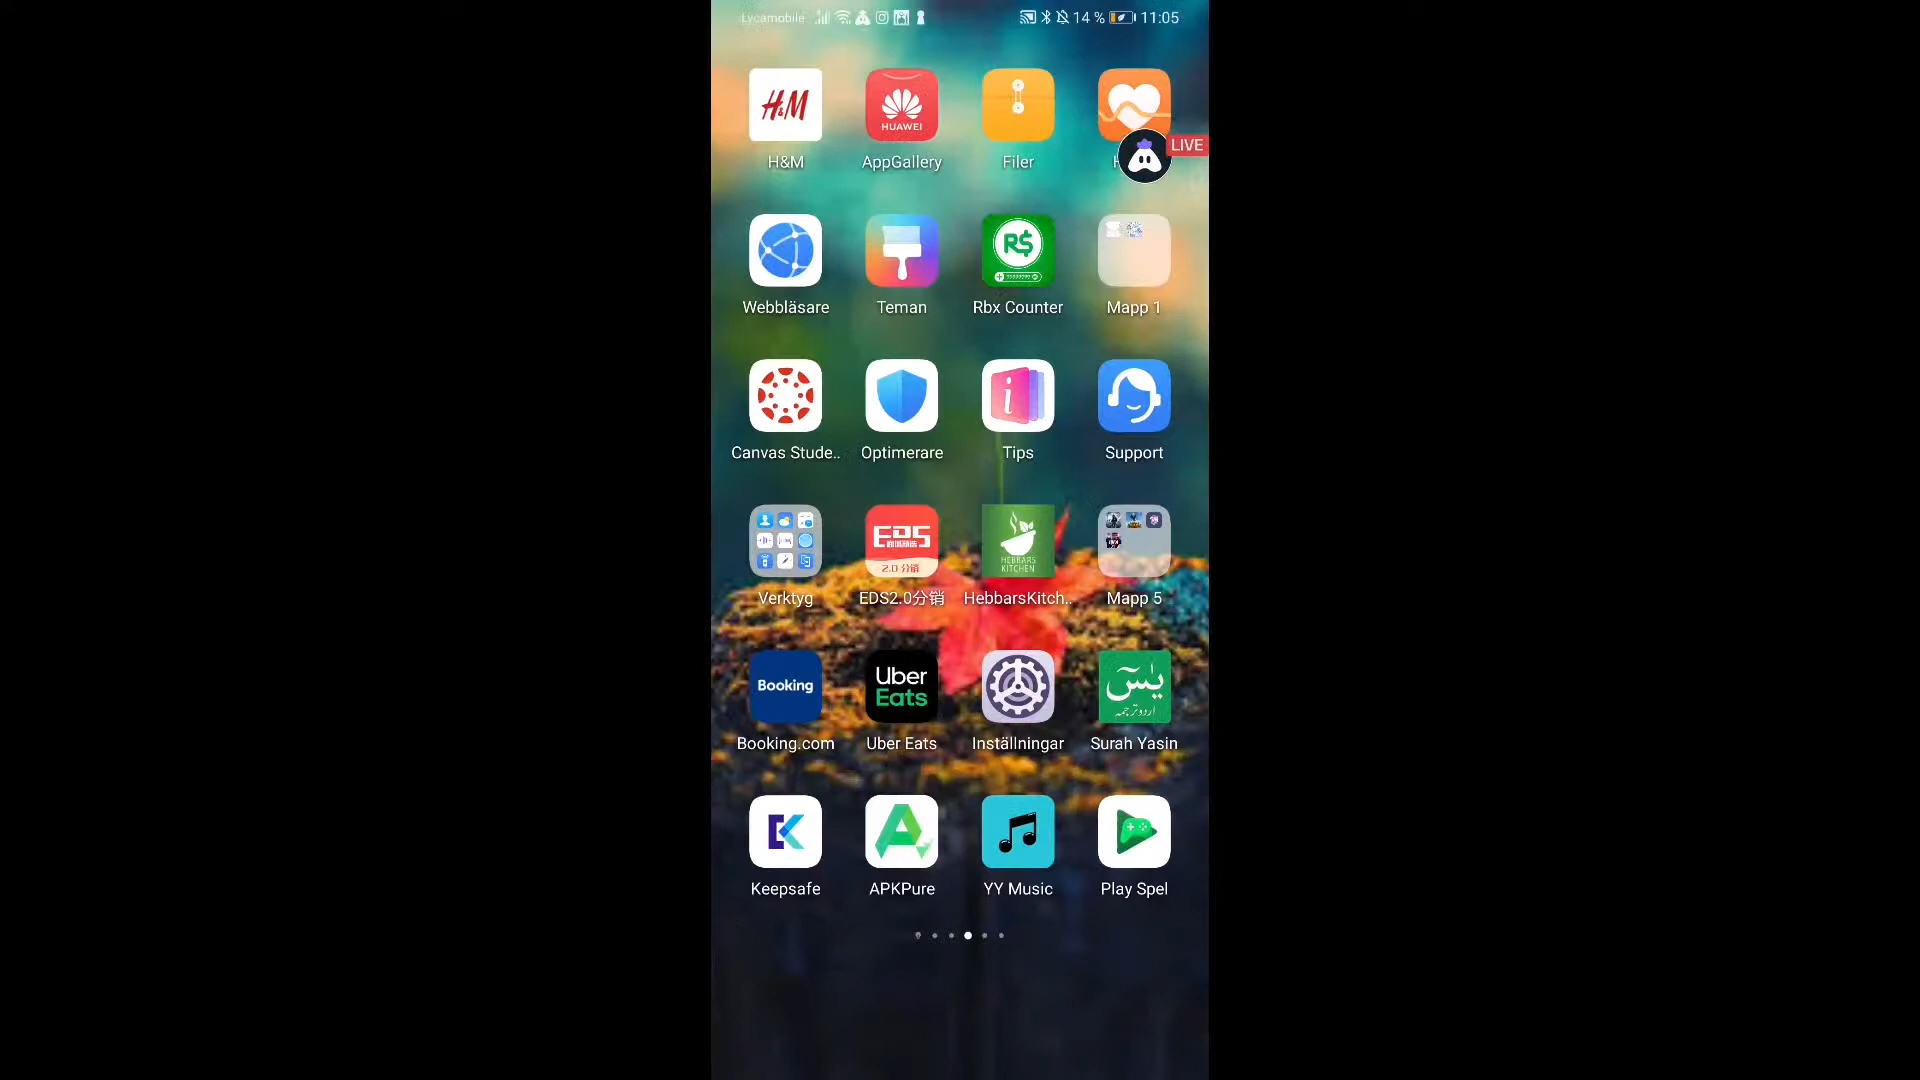 Lycamobile 14 % 11:05
H&M HUAWEI
LIVE
H&M AppGallery Filer
R$
Webbläsare Teman Rbx Counter Mapp 1
i
Canvas Stude.. Optimerare Tips Support
EDS
2.0 分销
HEBBARS
KITCHEN
Verktyg EDS2.0分销 HebbarsKitch.. Mapp 5
Booking Uber
Eats
يٰسٓ
اردو ترجمہ
Booking.com Uber Eats Inställningar Surah Yasin
Keepsafe APKPure YY Music Play Spel